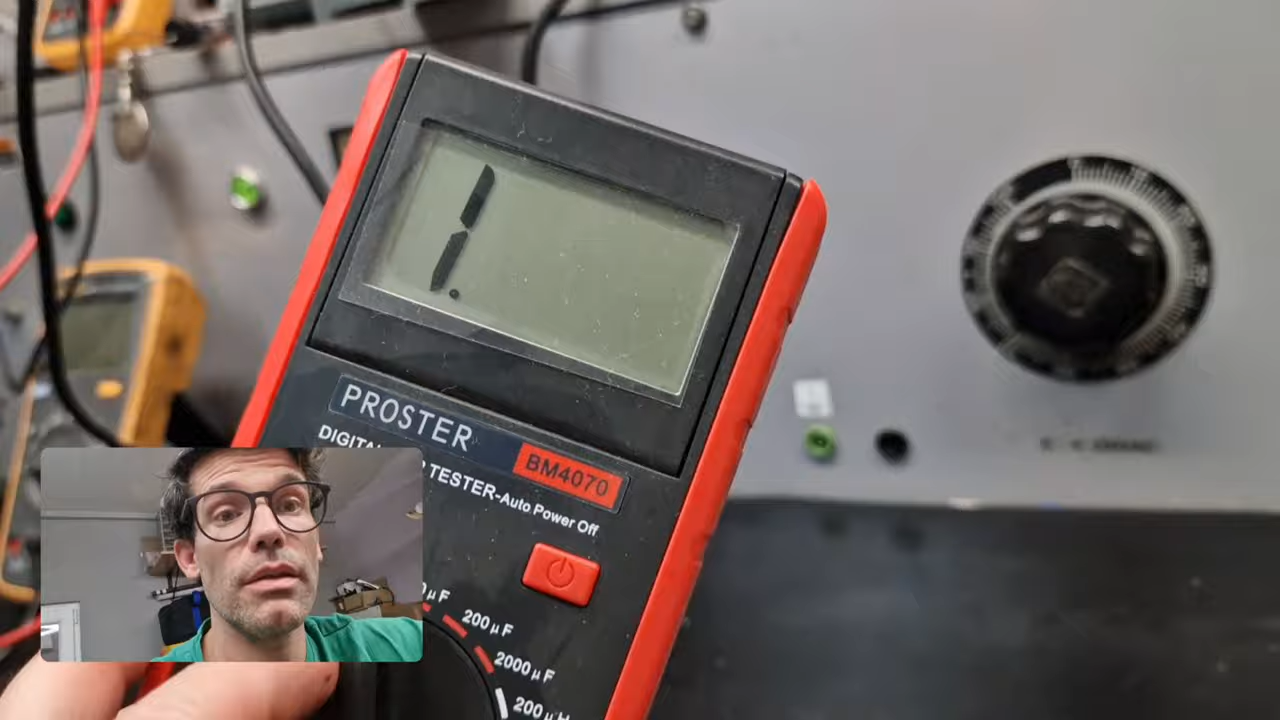 1.
PROSTER
BM4070
TESTER-Auto Power Off
200μF
2000μF